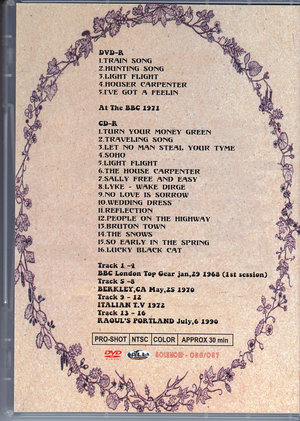 DVD-R
1.TRAIN SONG
2.HUNTING SONG
3.LIGHT FLIGHT
4.HOUSER CARPENTER
5.I'VE GOT A FEELIN
At The BBC 1971
CD-R
1.TURN YOUR MONEY GREEN
2.TRAVELING SONG
3.LET NO MAN STEAL YOUR TYME
4.SOHO
5.LIGHT FLIGHT
6.THE HOUSE CARPENTER
7.SALLY FREE AND EASY
8.LYKE - WAKE DIRGE
9.NO LOVE IS SORROW
10.WEDDING DRESS
11.REFLECTION
12.PEOPLE ON THE HIGHWAY
13.BRUTON TOWN
14.THE SNOWS
15.SO EARLY IN THE SPRING
16.LUCKY BLACK CAT
Track 1 -4
BBC London Top Gear jan,29 1968 (1st session)
Track 5 -8
BERKLEY,CA May,25 1970
Track 9 - 12
ITALIAN T.V 1972
Track 13 - 16
RAOUL'S PORTLAND July,6 1990
PRO-SHOT NTSC COLOR APPROX 30 min
DVD